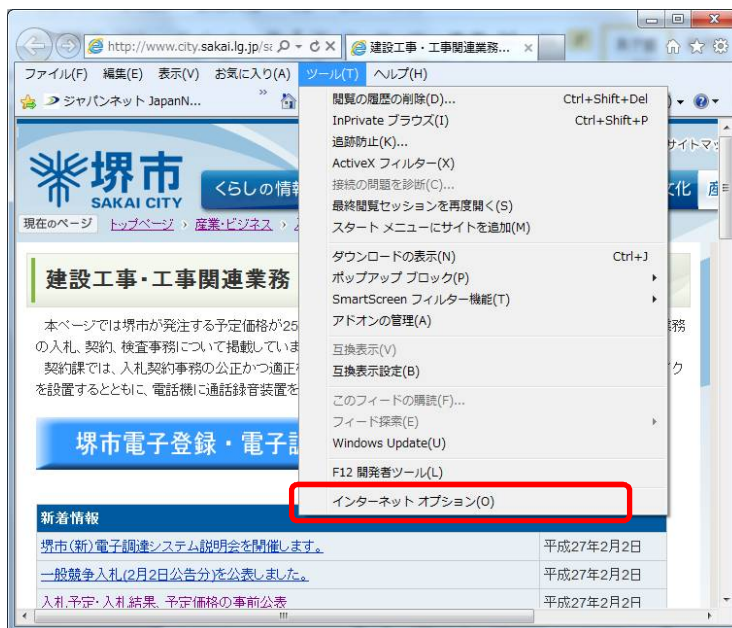 http://www.city.sakai.lg.jp/sa
建設工事・工事関連業務...
ファイル(F) 編集(E) 表示(V) お気に入り(A) ツール(T) ヘルプ(H)
ジャパンネット JapanN... »
閲覧の履歴の削除(D)... Ctrl+Shift+Del
InPrivate ブラウズ(I) Ctrl+Shift+P
追跡防止(K)...
ActiveX フィルター(X)
接続の問題を診断(C)...
最終閲覧セッションを再度開く(S)
スタート メニューにサイトを追加(M)
ダウンロードの表示(N) Ctrl+J
ポップアップ ブロック(P)
SmartScreen フィルター機能(T)
アドオンの管理(A)
互換表示(V)
互換表示設定(B)
このフィードの購読(F)...
フィード探索(E)
Windows Update(U)
F12 開発者ツール(L)
インターネット オプション(O)
サイトマッ
堺市
SAKAI CITY
くらしの情
文化
現在のページ トップページ > 産業・ビジネス >
建設工事・工事関連業務
本ページでは堺市が発注する予定価格が25
務
の入札、契約、検査事務について掲載していま
契約課では、入札契約事務の公正かつ適正
ク
を設置するとともに、電話機に通話録音装置を
堺市電子登録・電子
新着情報
堺市(新)電子調達システム説明会を開催します。 平成27年2月2日
一般競争入札(2月2日公告分)を公表しました。 平成27年2月2日
入札予定・入札結果、予定価格の事前公表 平成27年2月2日